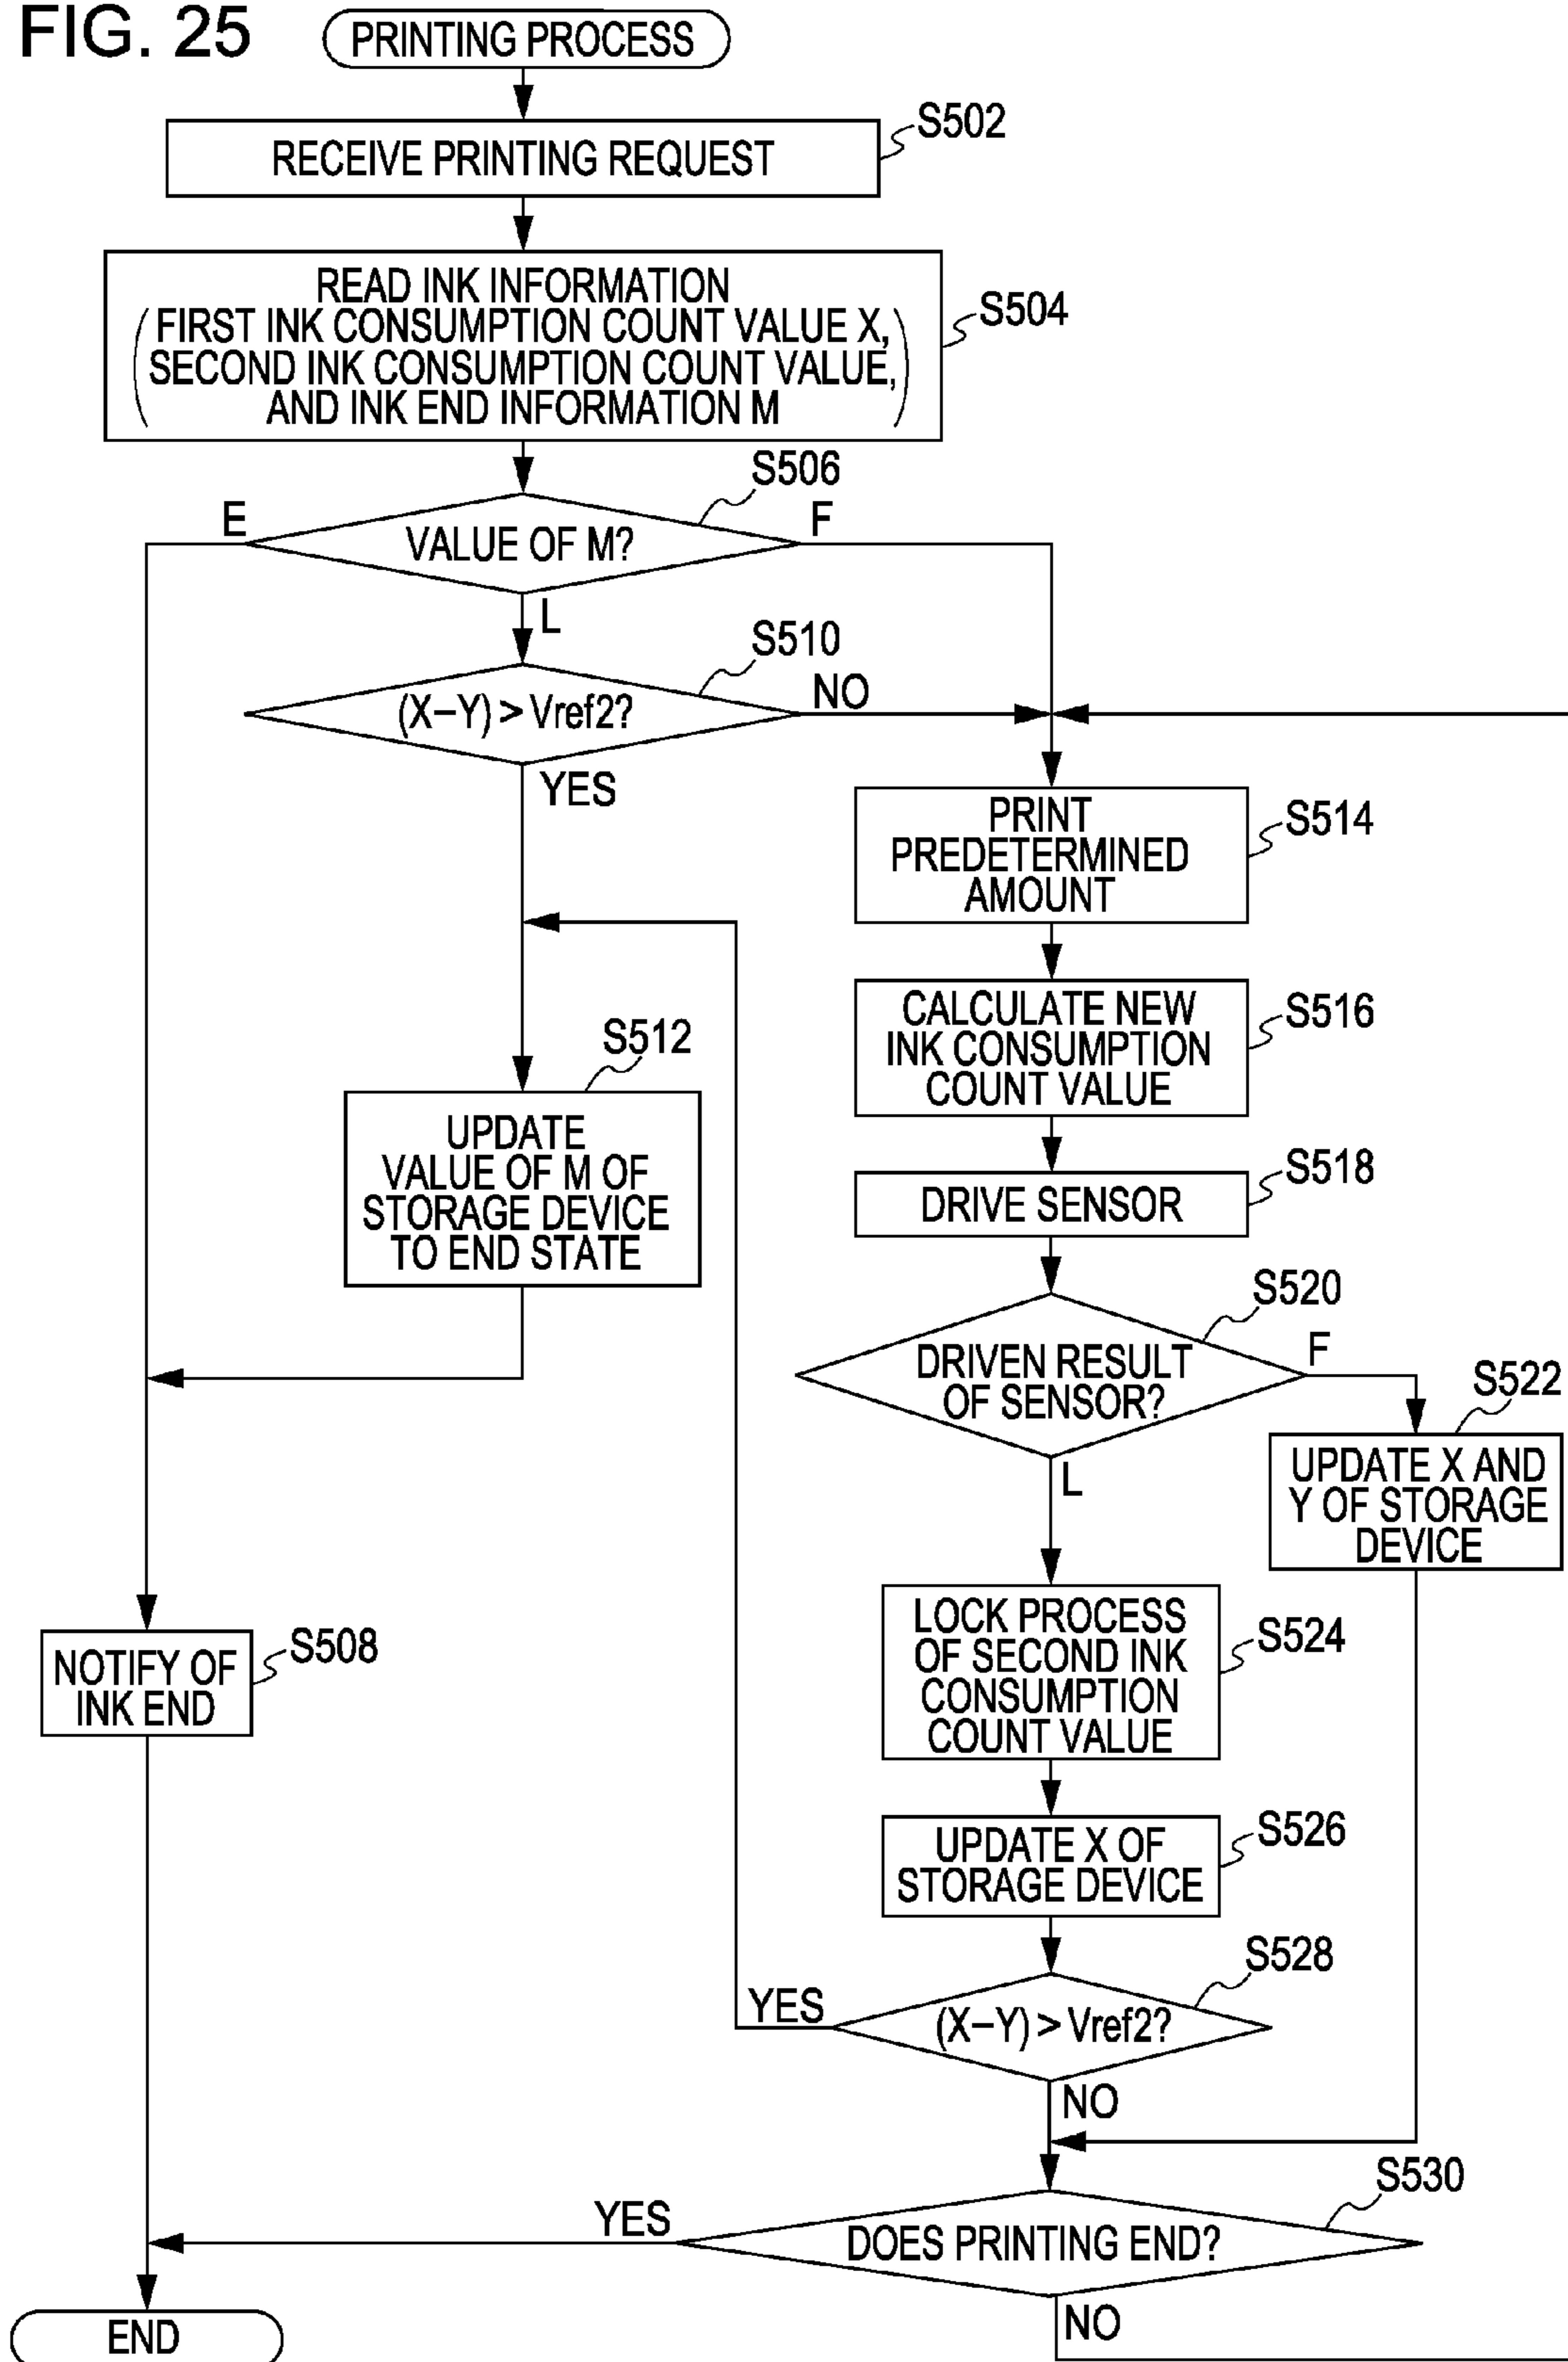 FIG. 25
PRINTING PROCESS
S502
RECEIVE PRINTING REQUEST
READ INK INFORMATION
FIRST INK CONSUMPTION COUNT VALUE X,
SECOND INK CONSUMPTION COUNT VALUE,
AND INK END INFORMATION M
S504
S506
E
VALUE OF M?
F
L
S510
(X–Y) > Vref2?
NO
YES
PRINT
PREDETERMINED
AMOUNT
S514
CALCULATE NEW
INK CONSUMPTION
COUNT VALUE
S516
S512
UPDATE
VALUE OF M OF
STORAGE DEVICE
TO END STATE
DRIVE SENSOR
S518
S520
DRIVEN RESULT
OF SENSOR?
F
L
S522
UPDATE X AND
Y OF STORAGE
DEVICE
LOCK PROCESS
OF SECOND INK
CONSUMPTION
COUNT VALUE
S524
NOTIFY OF
INK END
S508
UPDATE X OF
STORAGE DEVICE
S526
S528
YES
(X–Y) > Vref2?
NO
S530
YES
DOES PRINTING END?
NO
END